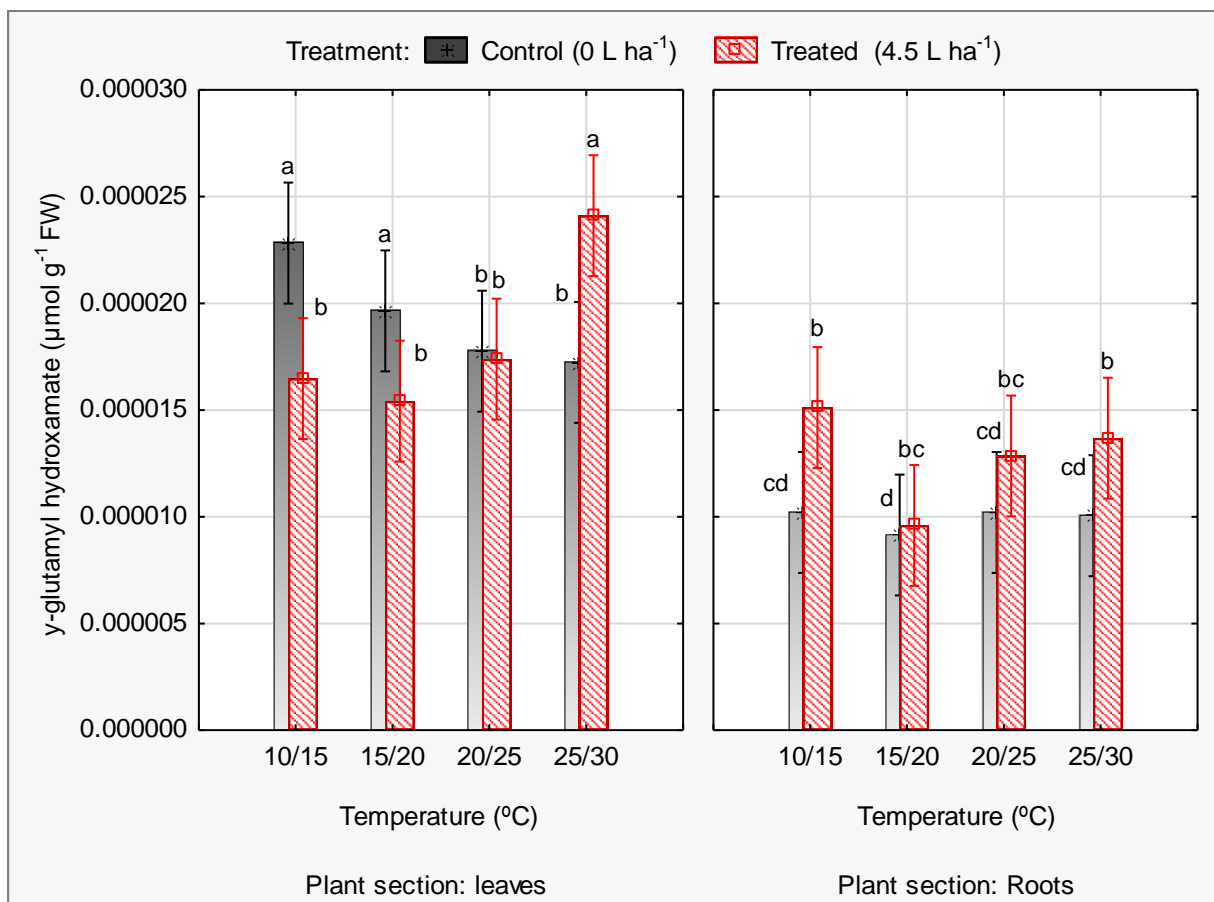 Treatment: Control (0 L ha⁻¹) Treated (4.5 L ha⁻¹)
y-glutamyl hydroxamate (µmol g⁻¹ FW)
0.000030
0.000025
0.000020
0.000015
0.000010
0.000005
0.000000
a
b
a
b
b
b
b
a
cd
b
d
bc
cd
bc
cd
b
10/15 15/20 20/25 25/30
10/15 15/20 20/25 25/30
Temperature (ºC)
Temperature (ºC)
Plant section: leaves
Plant section: Roots